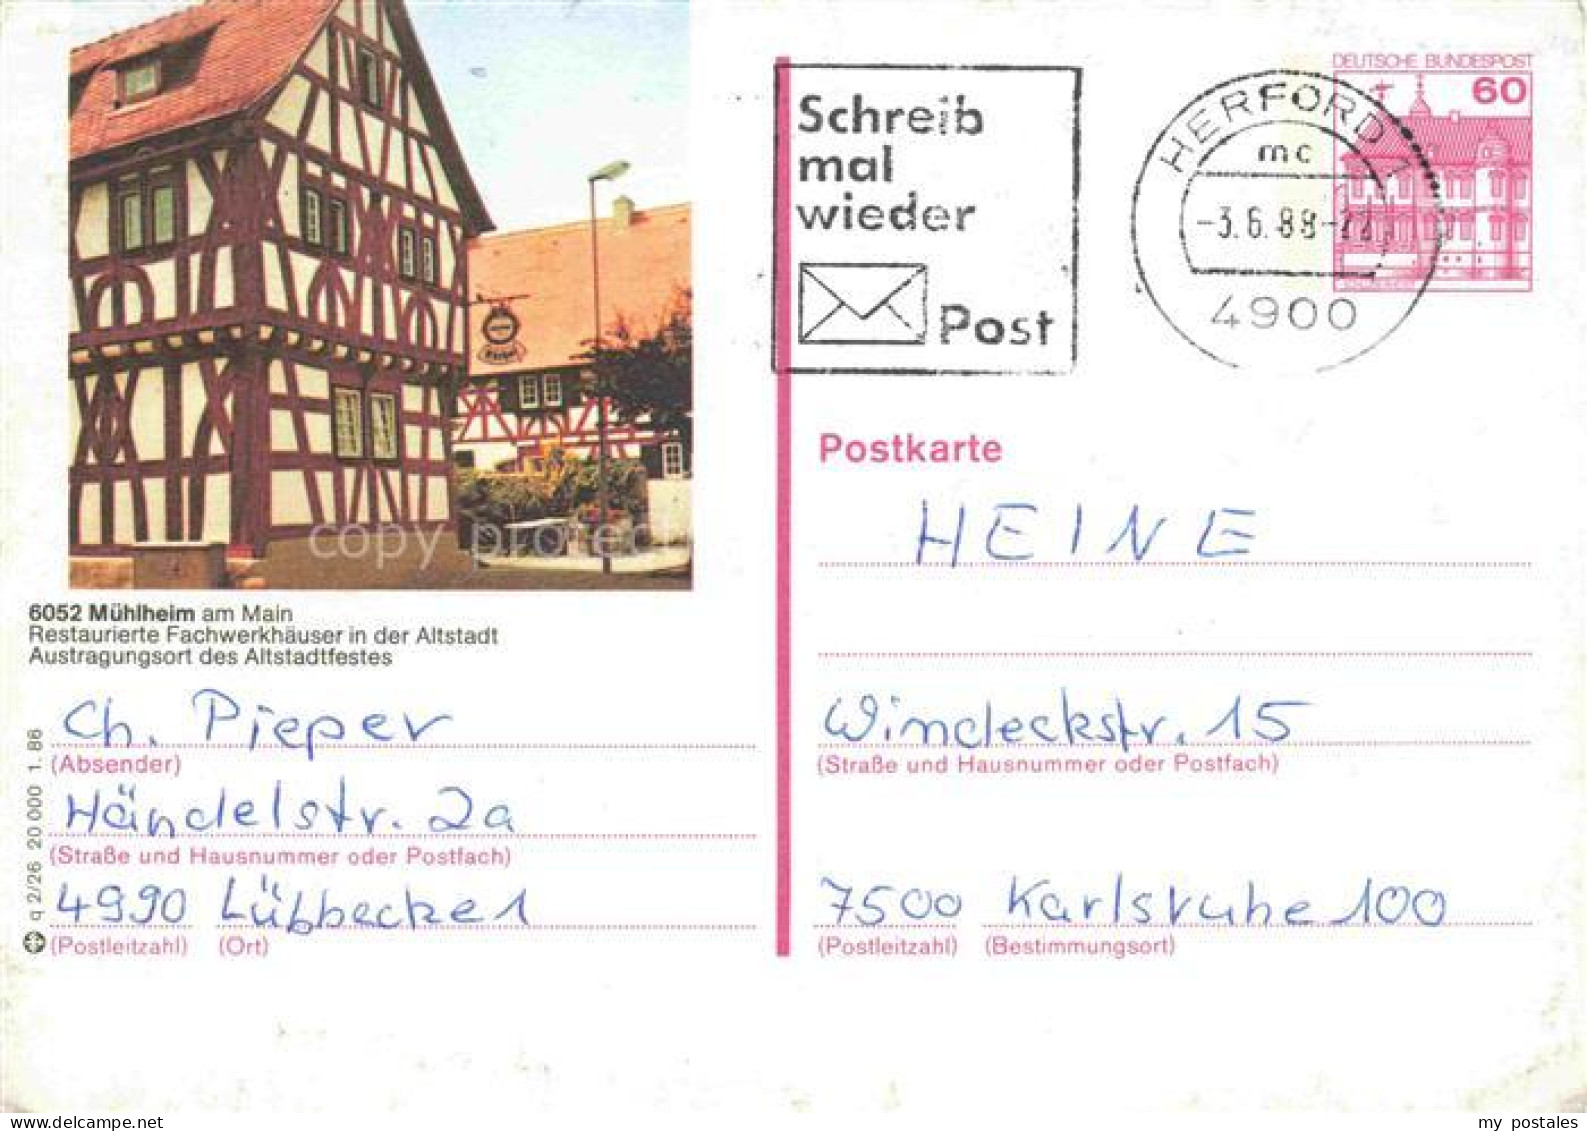 DEUTSCHE BUNDESPOST
60
Schreib
mal
wieder
Post
HERFORD 1
mc
-3.6.88-
4900
copy protect
6052 Mühlheim am Main
Restaurierte Fachwerkhäuser in der Altstadt
Austragungsort des Altstadtfestes
Ch. Pieper
(Absender)
Händelstr. 2a
(Straße und Hausnummer oder Postfach)
4990 Lübbecke 1
(Postleitzahl) (Ort)
q 2/26 20 000 1.86
Postkarte
HEINE
Windeckstr. 15
(Straße und Hausnummer oder Postfach)
7500 Karlsruhe 100
(Postleitzahl) (Bestimmungsort)
my postales